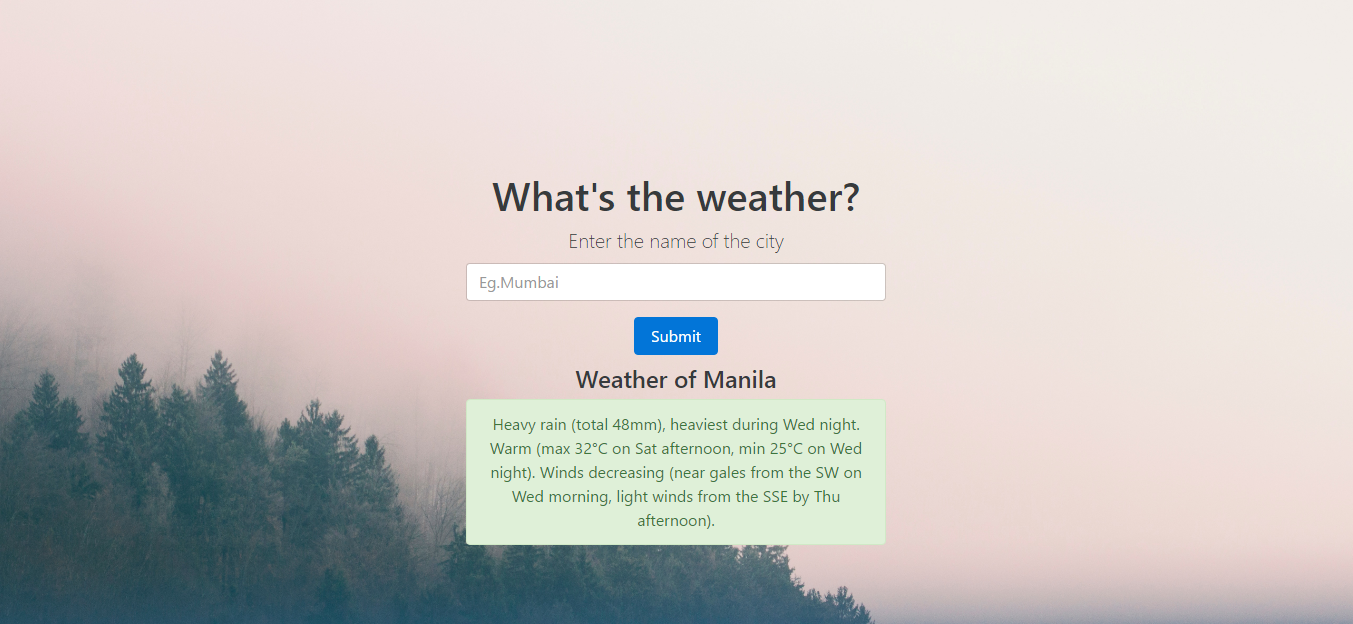 What's the weather?
Enter the name of the city
Eg.Mumbai
Submit
Weather of Manila
Heavy rain (total 48mm), heaviest during Wed night.
Warm (max 32°C on Sat afternoon, min 25°C on Wed
night). Winds decreasing (near gales from the SW on
Wed morning, light winds from the SSE by Thu
afternoon).